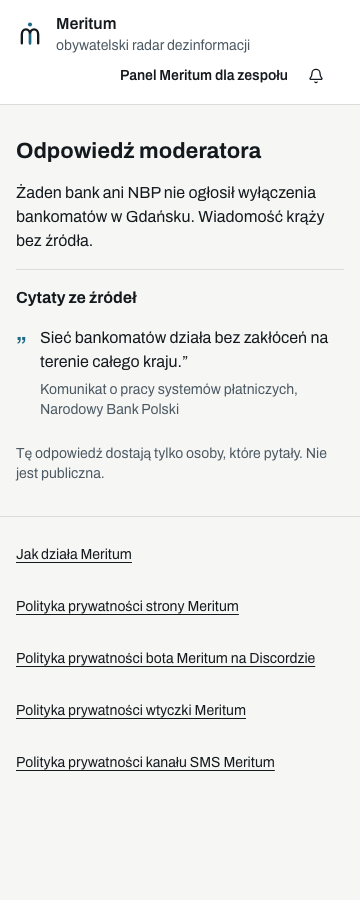 Meritum
obywatelski radar dezinformacji
Panel Meritum dla zespołu
Odpowiedź moderatora
Żaden bank ani NBP nie ogłosił wyłączenia
bankomatów w Gdańsku. Wiadomość krąży
bez źródła.
Cytaty ze źródeł
” Sieć bankomatów działa bez zakłóceń na
terenie całego kraju.”
Komunikat o pracy systemów płatniczych,
Narodowy Bank Polski
Tę odpowiedź dostają tylko osoby, które pytały. Nie
jest publiczna.
Jak działa Meritum
Polityka prywatności strony Meritum
Polityka prywatności bota Meritum na Discordzie
Polityka prywatności wtyczki Meritum
Polityka prywatności kanału SMS Meritum